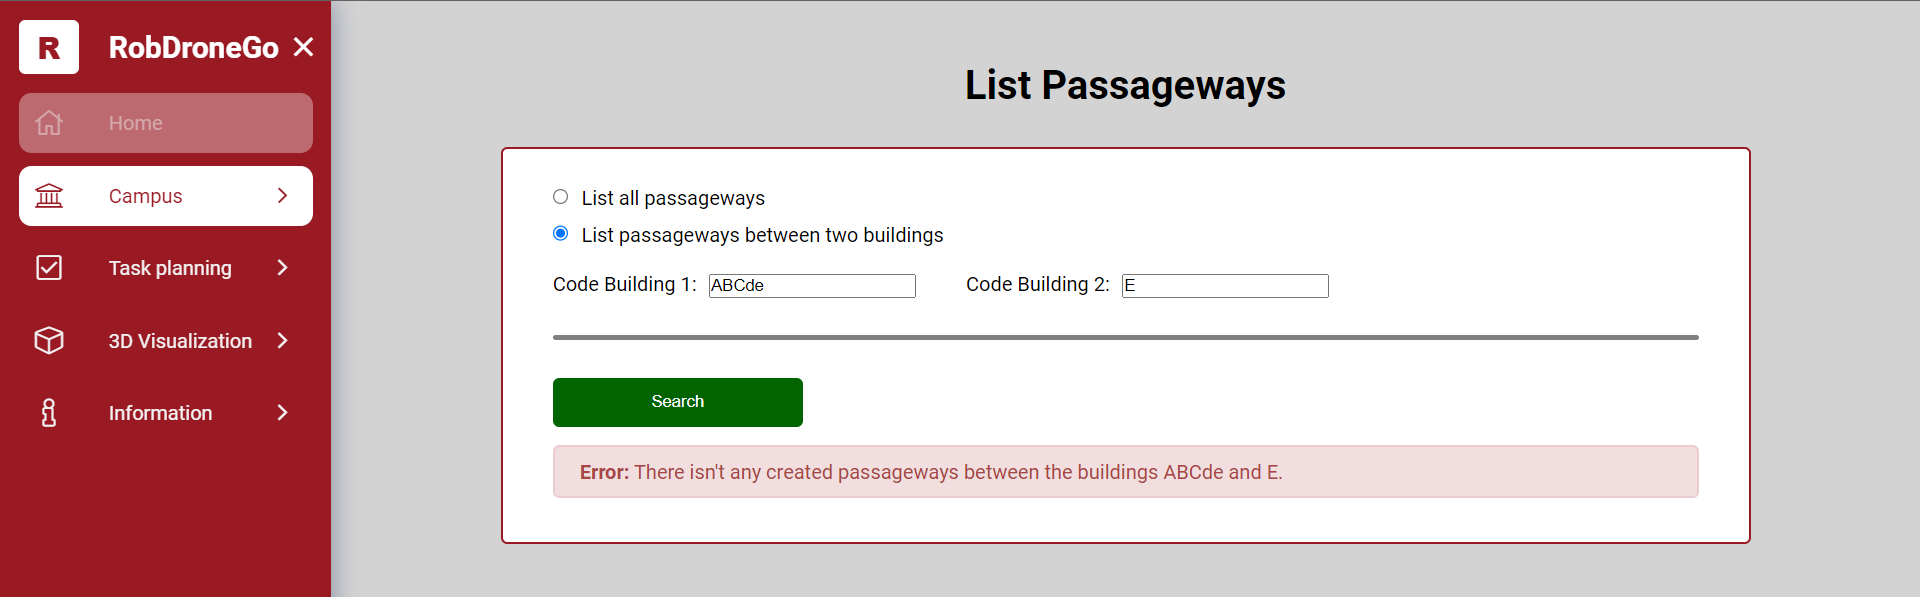 R RobDroneGo
Home
Campus
Task planning
3D Visualization
Information
List Passageways
List all passageways
List passageways between two buildings
Code Building 1: ABCde Code Building 2: E
Search
Error: There isn't any created passageways between the buildings ABCde and E.